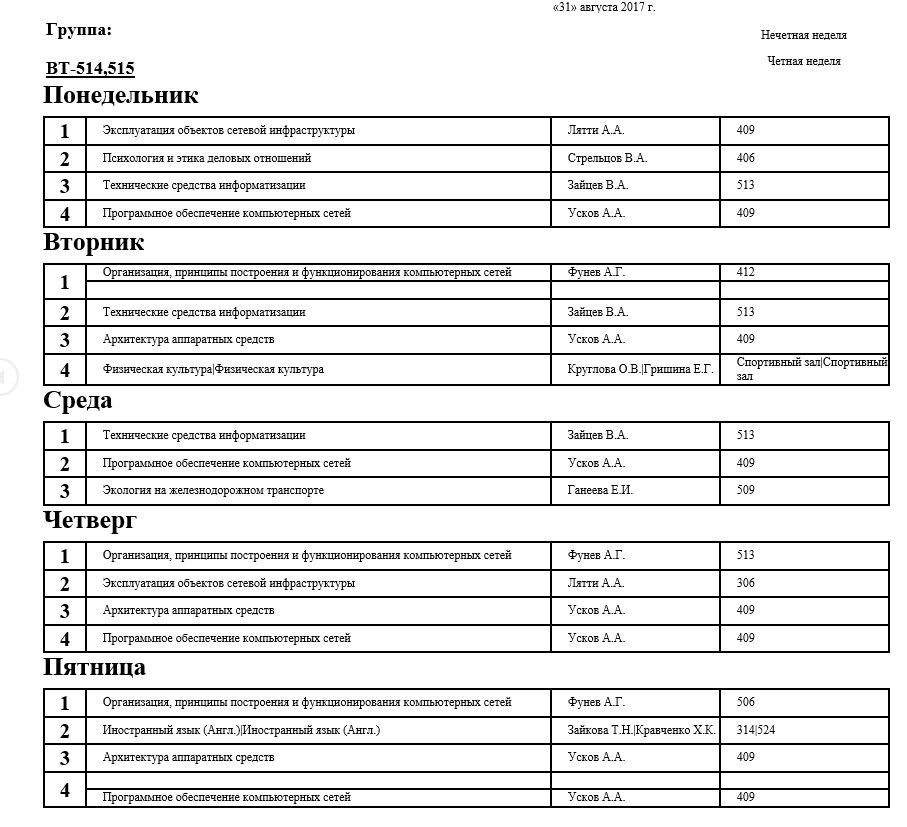 «31» августа 2017 г.
Группа:
Нечетная неделя
Четная неделя
ВТ-514,515
Понедельник
1 Эксплуатация объектов сетевой инфраструктуры Лятти А.А. 409
2 Психология и этика деловых отношений Стрельцов В.А. 406
3 Технические средства информатизации Зайцев В.А. 513
4 Программное обеспечение компьютерных сетей Усков А.А. 409
Вторник
1 Организация, принципы построения и функционирования компьютерных сетей Фунев А.Г. 412
2 Технические средства информатизации Зайцев В.А. 513
3 Архитектура аппаратных средств Усков А.А. 409
4 Физическая культура|Физическая культура Круглова О.В.|Гришина Е.Г. Спортивный зал|Спортивный
зал
Среда
1 Технические средства информатизации Зайцев В.А. 513
2 Программное обеспечение компьютерных сетей Усков А.А. 409
3 Экология на железнодорожном транспорте Ганеева Е.И. 509
Четверг
1 Организация, принципы построения и функционирования компьютерных сетей Фунев А.Г. 513
2 Эксплуатация объектов сетевой инфраструктуры Лятти А.А. 306
3 Архитектура аппаратных средств Усков А.А. 409
4 Программное обеспечение компьютерных сетей Усков А.А. 409
Пятница
1 Организация, принципы построения и функционирования компьютерных сетей Фунев А.Г. 506
2 Иностранный язык (Англ.)|Иностранный язык (Англ.) Зайкова Т.Н.|Кравченко Х.К. 314|524
3 Архитектура аппаратных средств Усков А.А. 409
4 Программное обеспечение компьютерных сетей Усков А.А. 409